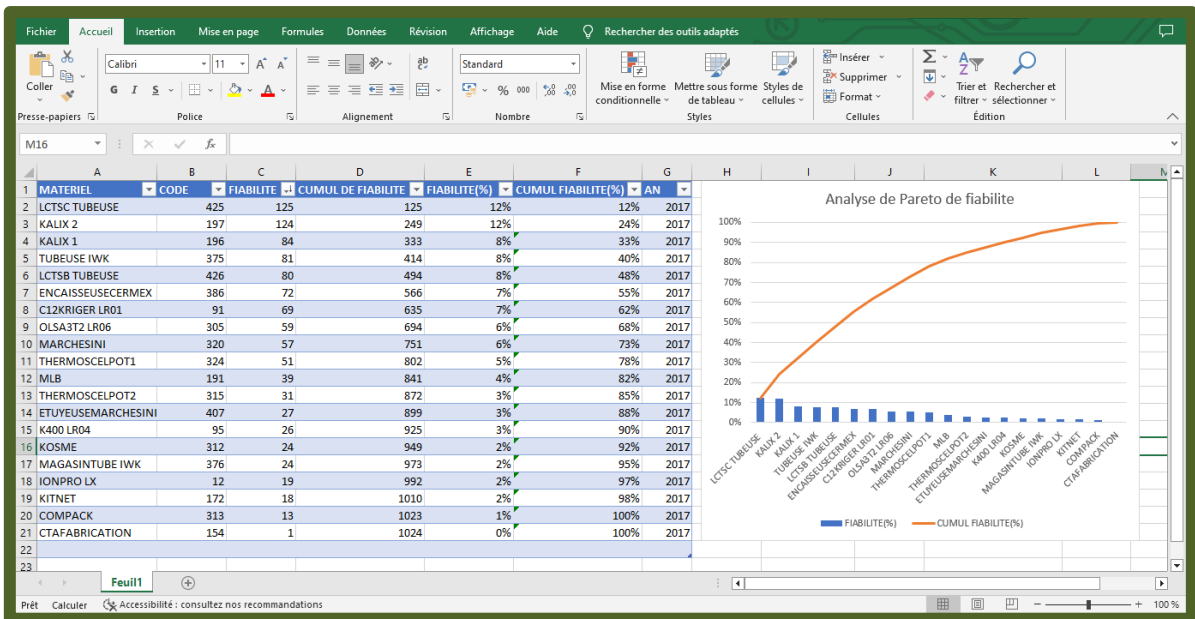 Fichier Accueil Insertion Mise en page Formules Données Révision Affichage Aide Rechercher des outils adaptés
Coller
Calibri 11 A A
G I S A
ab
Standard
% 000
Mise en forme conditionnelle
Mettre sous forme de tableau
Styles de cellules
Insérer
Supprimer
Format
Trier et filtrer
Rechercher et sélectionner
Presse-papiers Police Alignement Nombre Styles Cellules Édition
M16 fx
A B C D E F G H I J K L M
1 MATERIEL CODE FIABILITE CUMUL DE FIABILITE FIABILITE(%) CUMUL FIABILITE(%) AN
2 LCTSC TUBEUSE 425 125 125 12% 12% 2017
3 KALIX 2 197 124 249 12% 24% 2017
4 KALIX 1 196 84 333 8% 33% 2017
5 TUBEUSE IWK 375 81 414 8% 40% 2017
6 LCTSB TUBEUSE 426 80 494 8% 48% 2017
7 ENCAISSEUSECERMEX 386 72 566 7% 55% 2017
8 C12KRIGER LR01 91 69 635 7% 62% 2017
9 OLSA3T2 LR06 305 59 694 6% 68% 2017
10 MARCHESINI 320 57 751 6% 73% 2017
11 THERMOSCELPOT1 324 51 802 5% 78% 2017
12 MLB 191 39 841 4% 82% 2017
13 THERMOSCELPOT2 315 31 872 3% 85% 2017
14 ETUYEUSEMARCHESINI 407 27 899 3% 88% 2017
15 K400 LR04 95 26 925 3% 90% 2017
16 KOSME 312 24 949 2% 92% 2017
17 MAGASINTUBE IWK 376 24 973 2% 95% 2017
18 IONPRO LX 12 19 992 2% 97% 2017
19 KITNET 172 18 1010 2% 98% 2017
20 COMPACK 313 13 1023 1% 100% 2017
21 CTAFABRICATION 154 1 1024 0% 100% 2017
22
23
Analyse de Pareto de fiabilite
100%
90%
80%
70%
60%
50%
40%
30%
20%
10%
0%
LCTSC TUBEUSE
KALIX 2
KALIX 1
TUBEUSE IWK
LCTSB TUBEUSE
ENCAISSEUSECERMEX
C12KRIGER LR01
OLSA3T2 LR06
MARCHESINI
THERMOSCELPOT1
MLB
THERMOSCELPOT2
ETUYEUSEMARCHESINI
K400 LR04
KOSME
MAGASINTUBE IWK
IONPRO LX
KITNET
COMPACK
CTAFABRICATION
FIABILITE(%) CUMUL FIABILITE(%)
Feuil1
Prêt Calculer Accessibilité : consultez nos recommandations 100 %